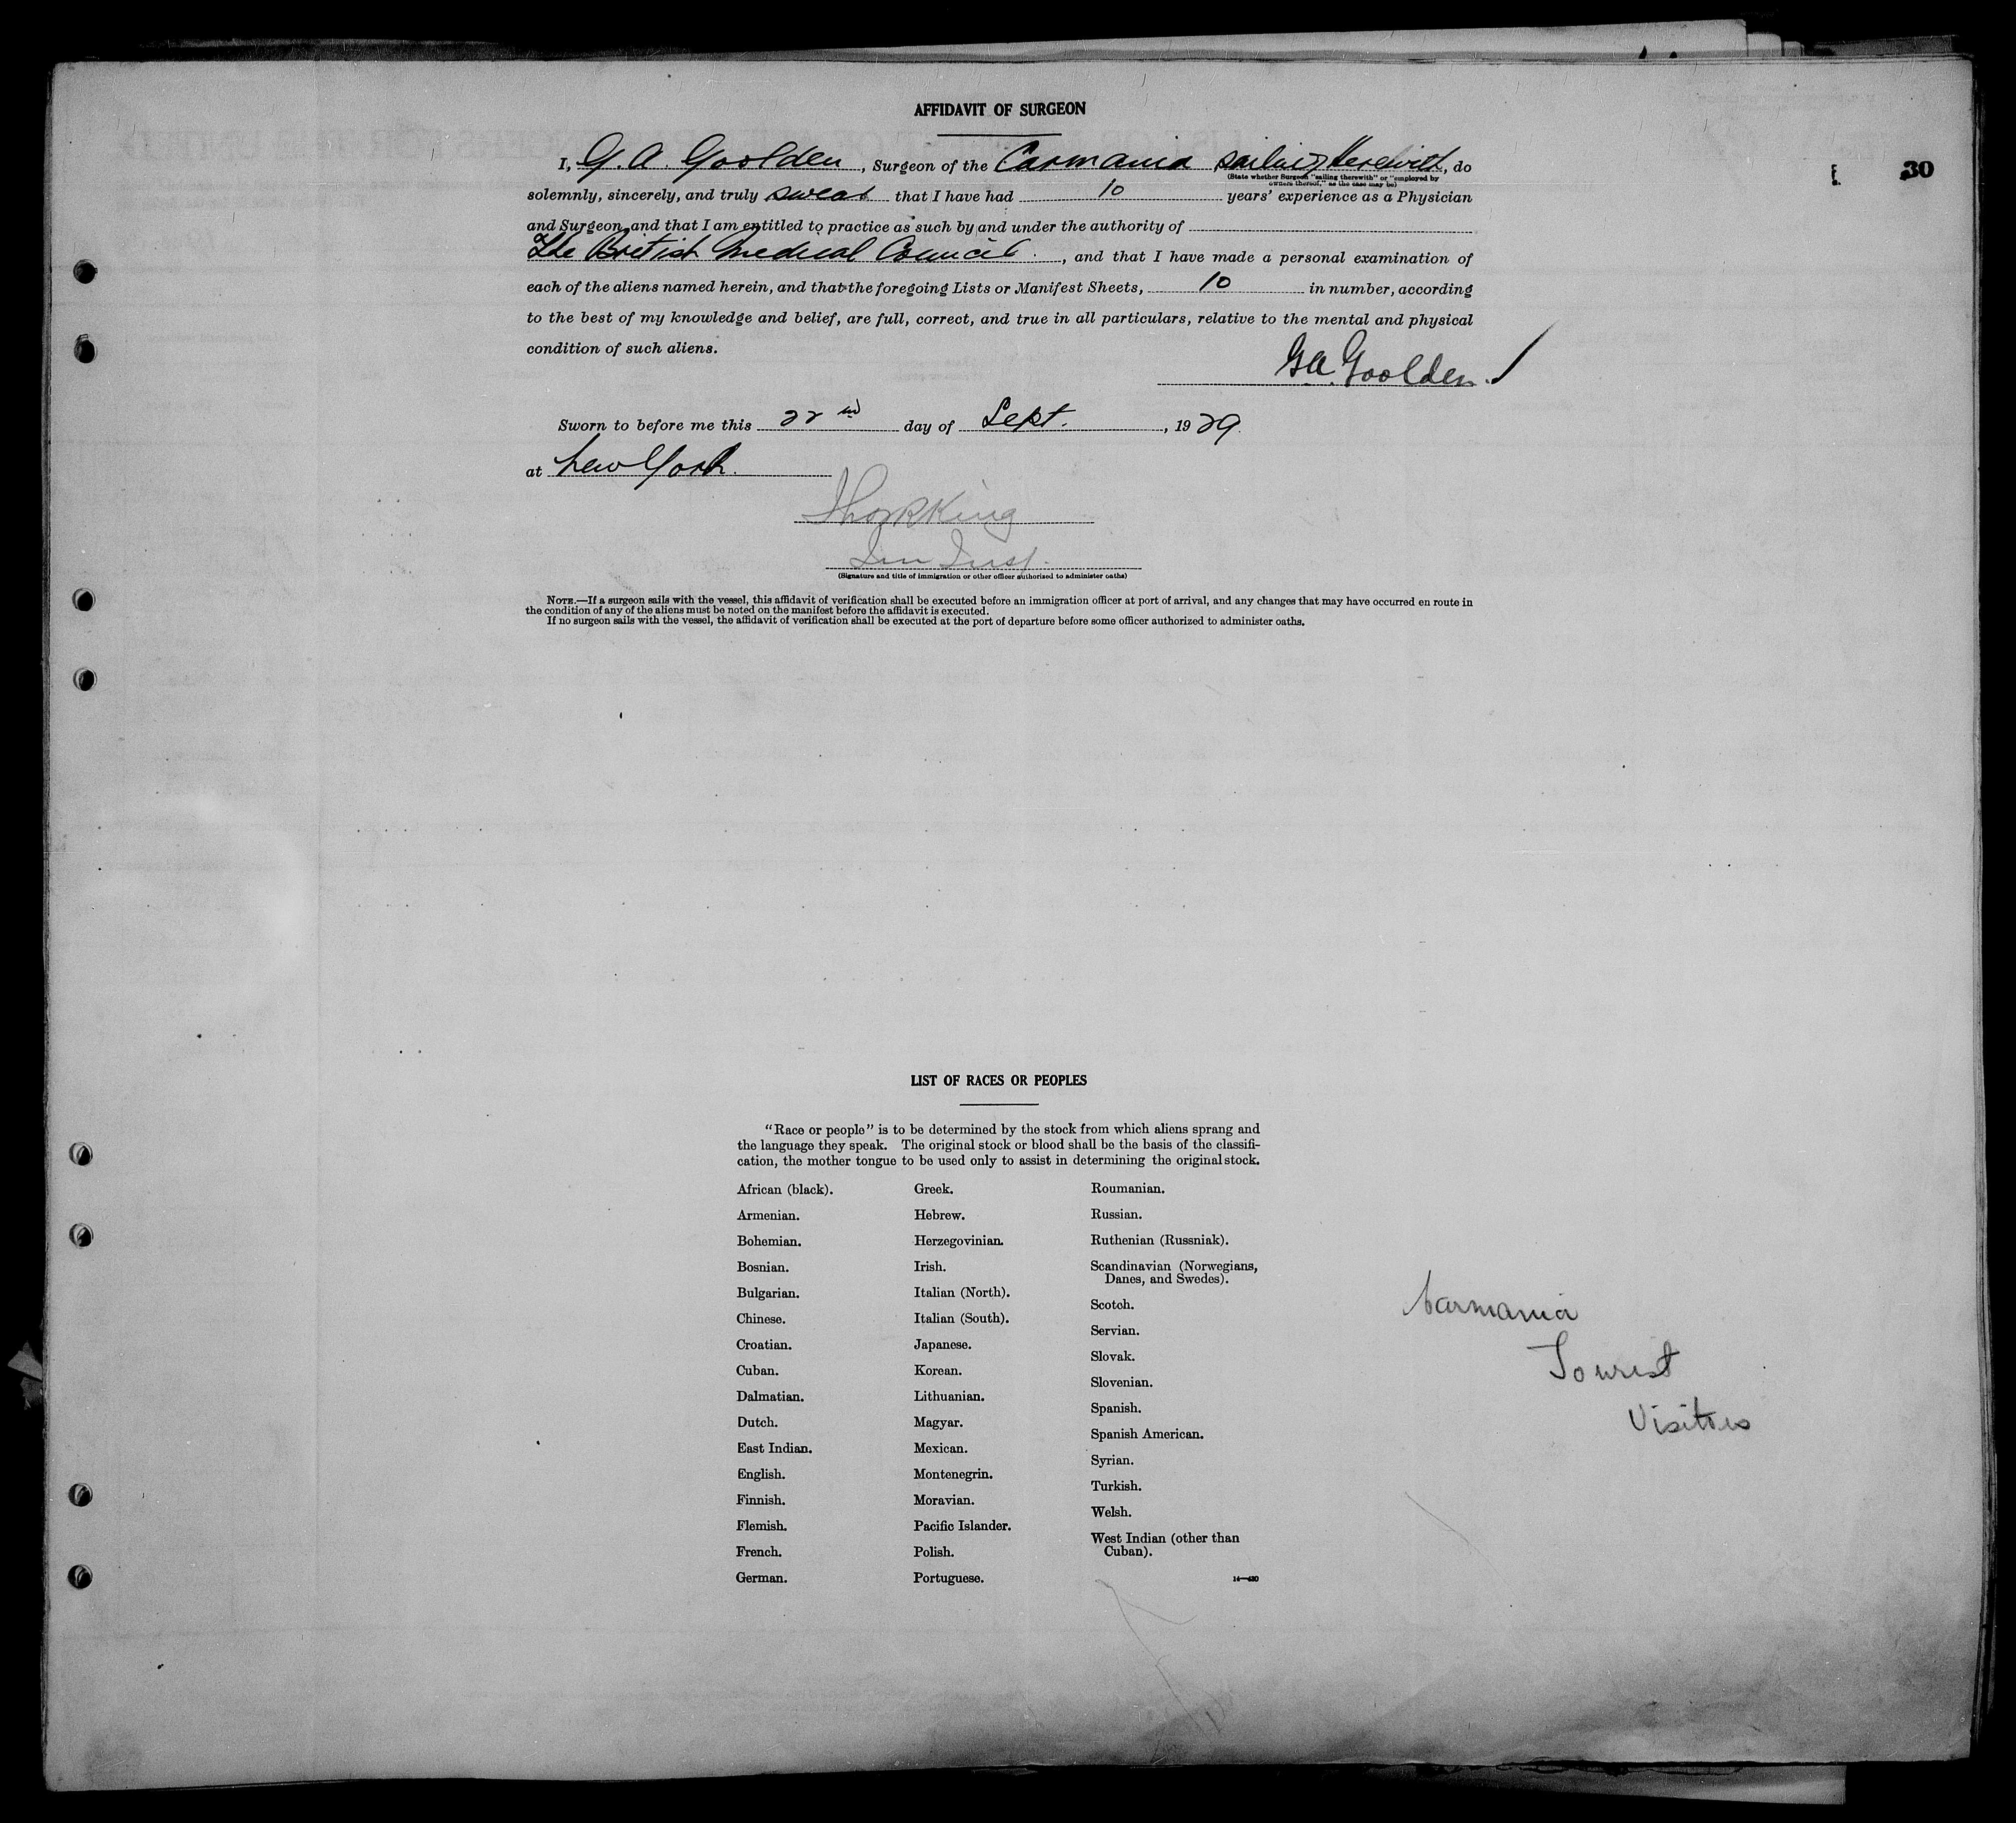 AFFIDAVIT OF SURGEON
30
I, G. A. Goolden, Surgeon of the Carmania sailing therewith, do
(State whether Surgeon "sailing therewith" or "employed by
owners thereof," as the case may be)
solemnly, sincerely, and truly swear that I have had 10 years' experience as a Physician
and Surgeon and that I am entitled to practice as such by and under the authority of
The British Medical Council, and that I have made a personal examination of
each of the aliens named herein, and that the foregoing Lists or Manifest Sheets, 10 in number, according
to the best of my knowledge and belief, are full, correct, and true in all particulars, relative to the mental and physical
condition of such aliens.
G.A. Goolden.
Sworn to before me this 22nd day of Sept., 1929.
at New York.
King
Im Insp.
(Signature and title of immigration or other officer authorized to administer oaths)
NOTE.—If a surgeon sails with the vessel, this affidavit of verification shall be executed before an immigration officer at port of arrival, and any changes that may have occurred en route in
the condition of any of the aliens must be noted on the manifest before the affidavit is executed.
If no surgeon sails with the vessel, the affidavit of verification shall be executed at the port of departure before some officer authorized to administer oaths.
LIST OF RACES OR PEOPLES
"Race or people" is to be determined by the stock from which aliens sprang and
the language they speak. The original stock or blood shall be the basis of the classifi-
cation, the mother tongue to be used only to assist in determining the original stock.
African (black).
Armenian.
Bohemian.
Bosnian.
Bulgarian.
Chinese.
Croatian.
Cuban.
Dalmatian.
Dutch.
East Indian.
English.
Finnish.
Flemish.
French.
German.
Greek.
Hebrew.
Herzegovinian.
Irish.
Italian (North).
Italian (South).
Japanese.
Korean.
Lithuanian.
Magyar.
Mexican.
Montenegrin.
Moravian.
Pacific Islander.
Polish.
Portuguese.
Roumanian.
Russian.
Ruthenian (Russniak).
Scandinavian (Norwegians,
Danes, and Swedes).
Scotch.
Servian.
Slovak.
Slovenian.
Spanish.
Spanish American.
Syrian.
Turkish.
Welsh.
West Indian (other than
Cuban).
Carmania
Tourist
Visitors